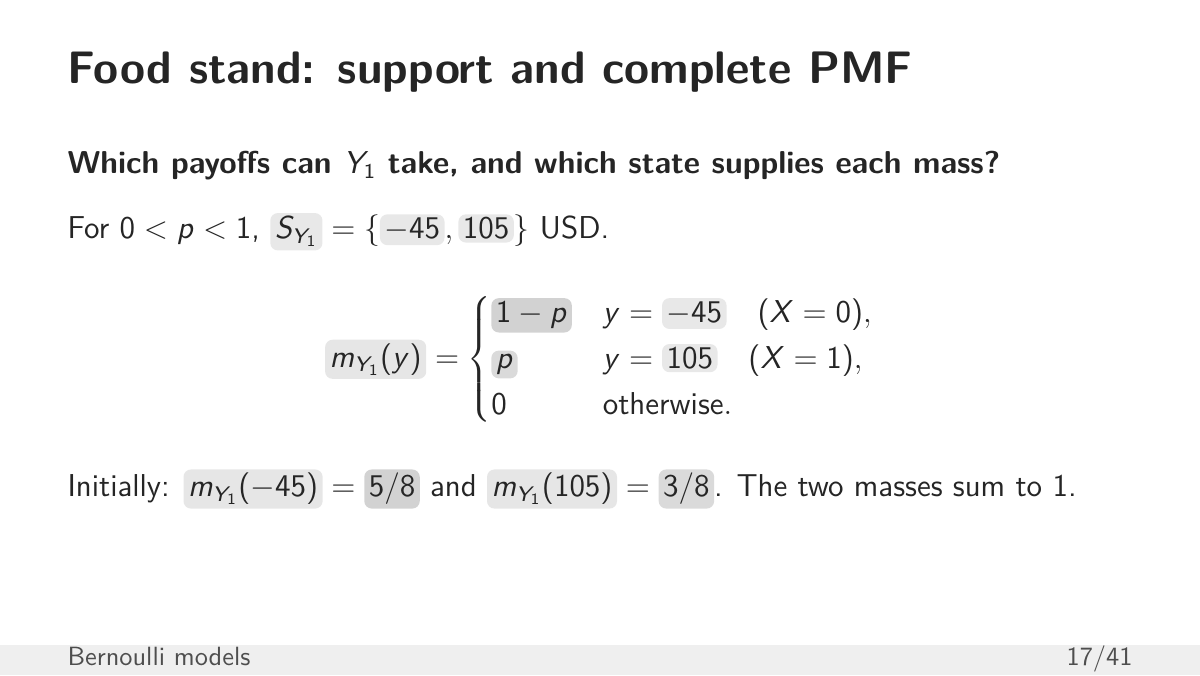 Food stand: support and complete PMF
Which payoffs can Y₁ take, and which state supplies each mass?
For 0 < p < 1, S_{Y₁} = {−45, 105} USD.
m_{Y₁}(y) = { 1 − p   y = −45   (X = 0),
p   y = 105   (X = 1),
0   otherwise.
Initially: m_{Y₁}(−45) = 5/8 and m_{Y₁}(105) = 3/8. The two masses sum to 1.
Bernoulli models   17/41